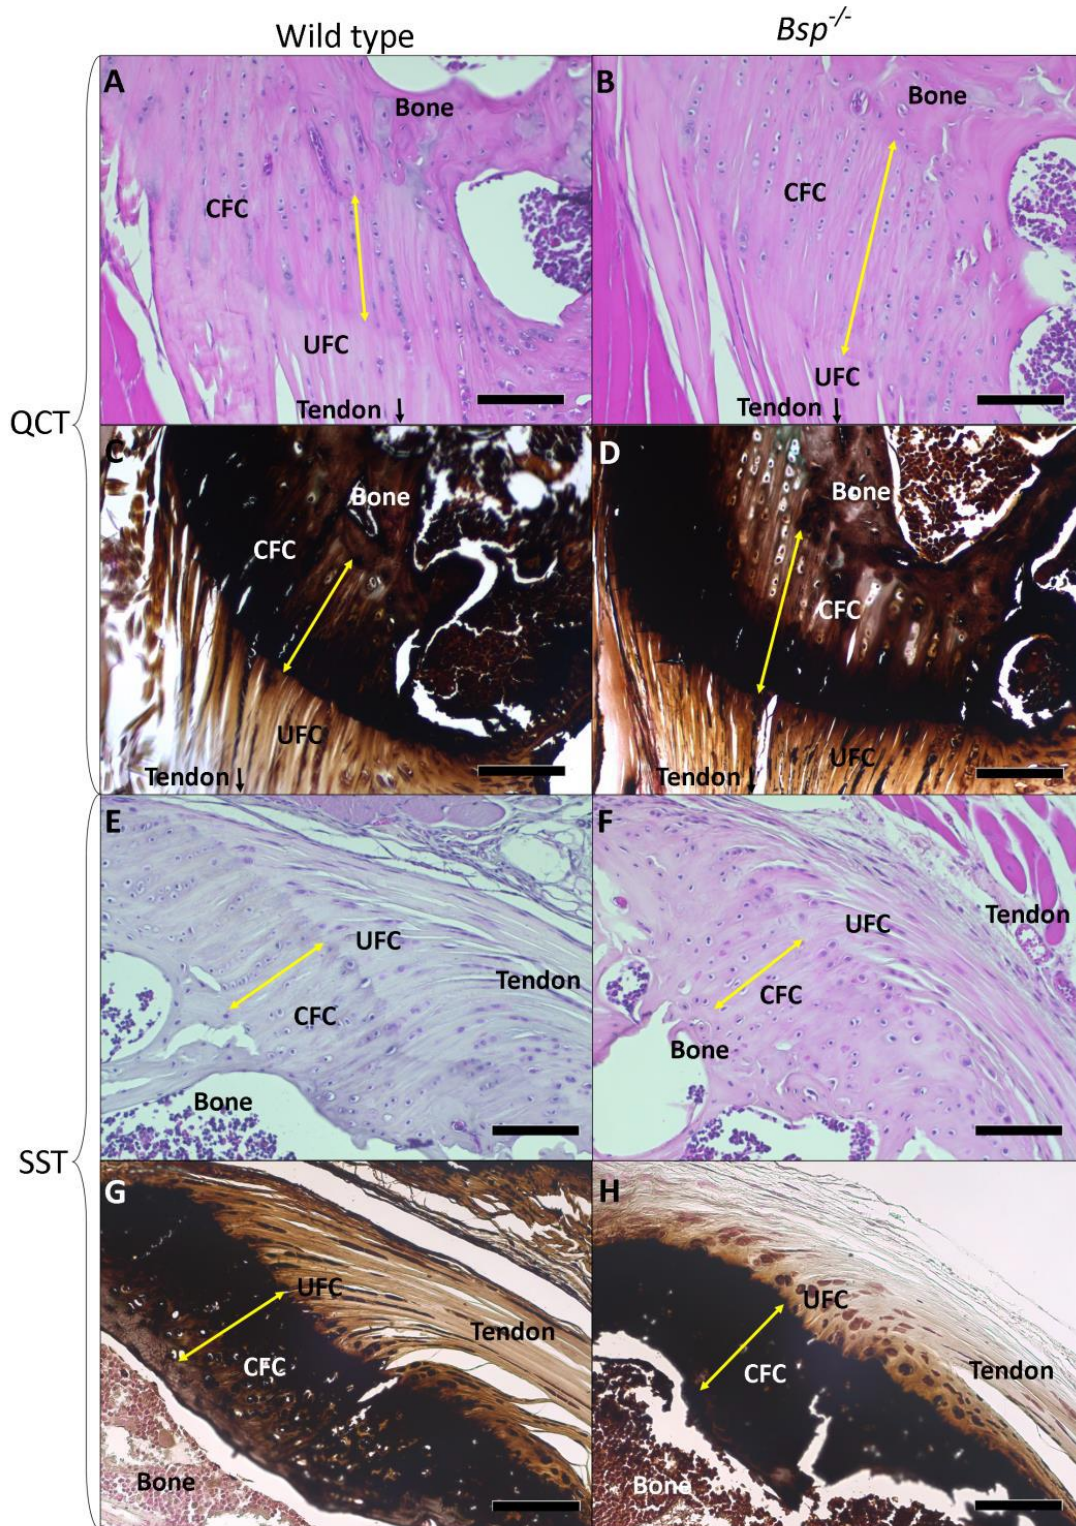 Wild type
Bsp-/-
QCT
A
Bone
CFC
UFC
Tendon ↓
B
Bone
CFC
UFC
Tendon ↓
C
Bone
CFC
UFC
Tendon ↓
D
Bone
CFC
UFC
Tendon ↓
SST
E
UFC
Tendon
CFC
Bone
F
UFC
Tendon
CFC
Bone
G
UFC
Tendon
CFC
Bone
H
UFC
CFC
Tendon
Bone